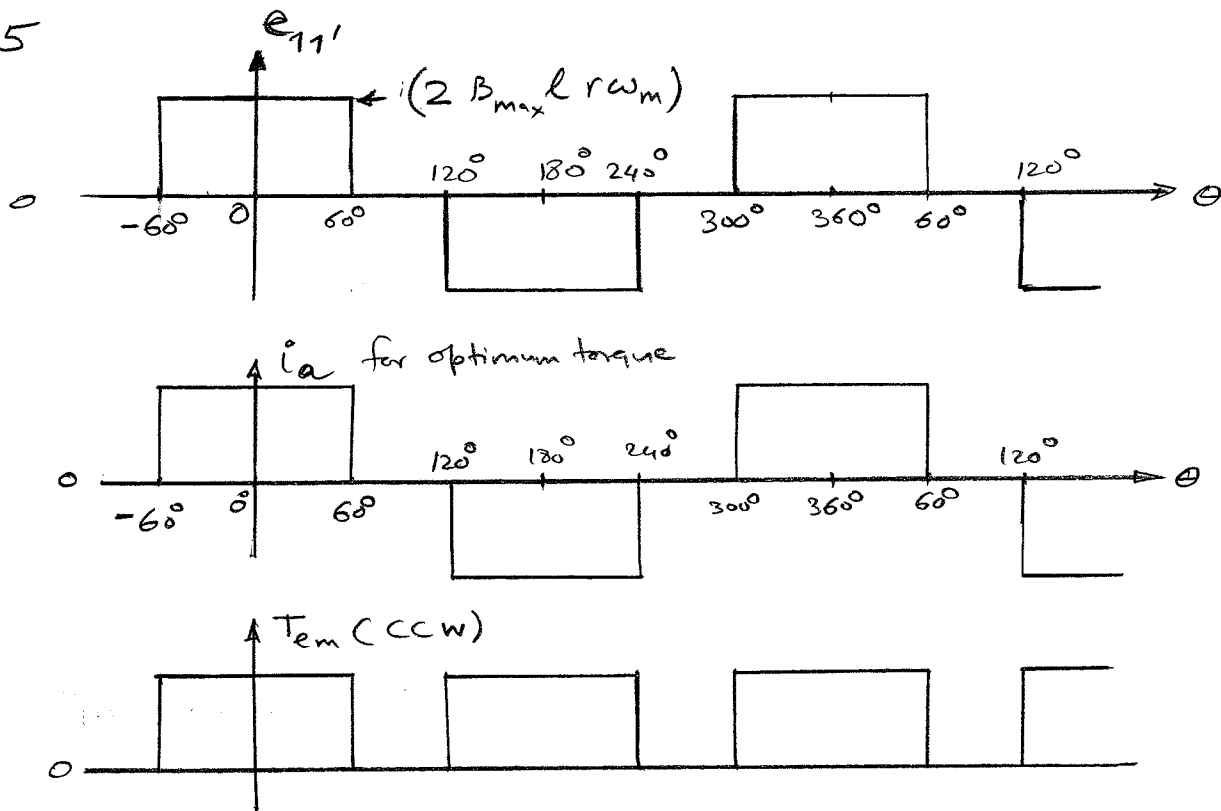 5
e₁₁'
(2 Bmax l rωm)
120° 180° 240° 120°
0 -60° 0 60° 300° 360° 60° θ
ia for optimum torque
120° 180° 240° 120°
0 -60° 0° 60° 300° 360° 60° θ
Tem (CCW)
0